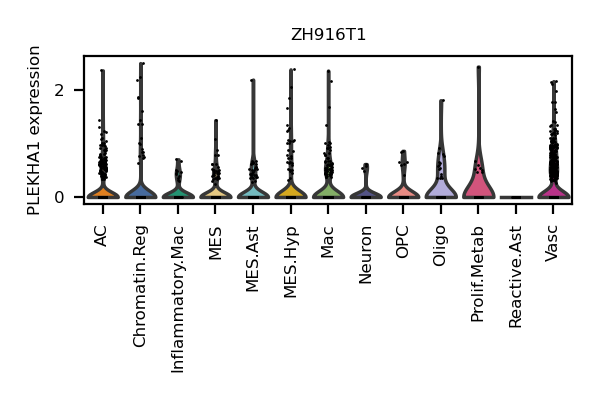 ZH916T1
PLEKHA1 expression
2
0
AC
Chromatin.Reg
Inflammatory.Mac
MES
MES.Ast
MES.Hyp
Mac
Neuron
OPC
Oligo
Prolif.Metab
Reactive.Ast
Vasc